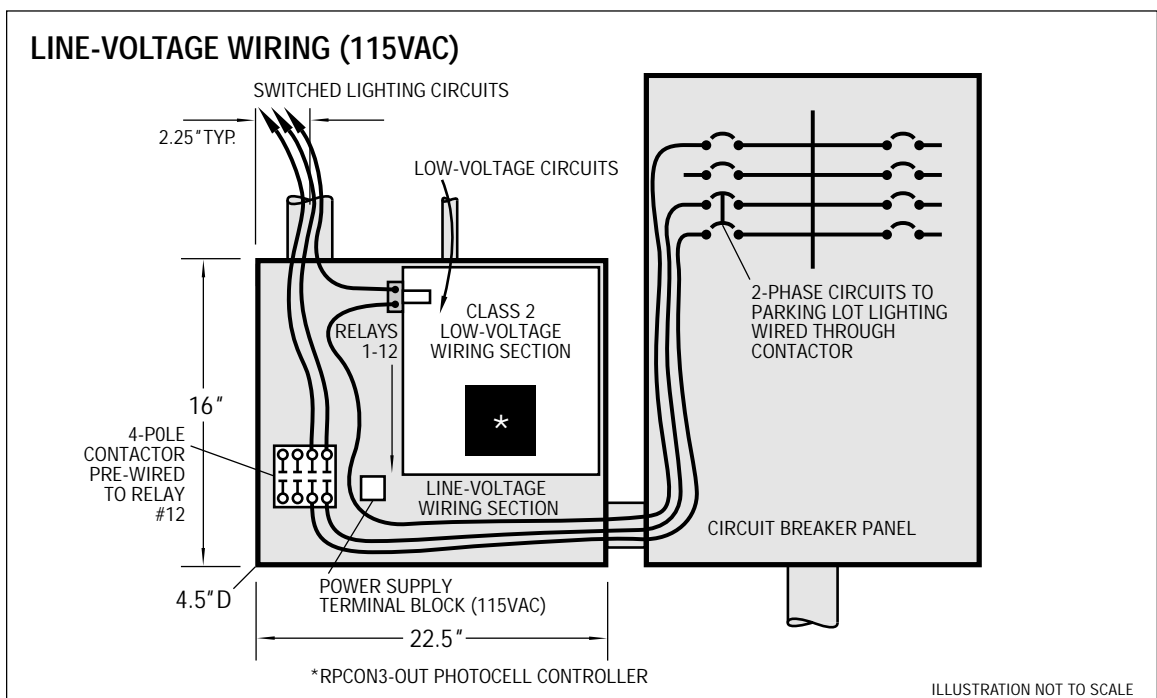 LINE-VOLTAGE WIRING (115VAC)
SWITCHED LIGHTING CIRCUITS
2.25" TYP.
LOW-VOLTAGE CIRCUITS
RELAYS
1-12
CLASS 2
LOW-VOLTAGE
WIRING SECTION
*
2-PHASE CIRCUITS TO
PARKING LOT LIGHTING
WIRED THROUGH
CONTACTOR
16"
4-POLE
CONTACTOR
PRE-WIRED
TO RELAY
#12
LINE-VOLTAGE
WIRING SECTION
CIRCUIT BREAKER PANEL
4.5"D
POWER SUPPLY
TERMINAL BLOCK (115VAC)
22.5"
*RPCON3-OUT PHOTOCELL CONTROLLER
ILLUSTRATION NOT TO SCALE